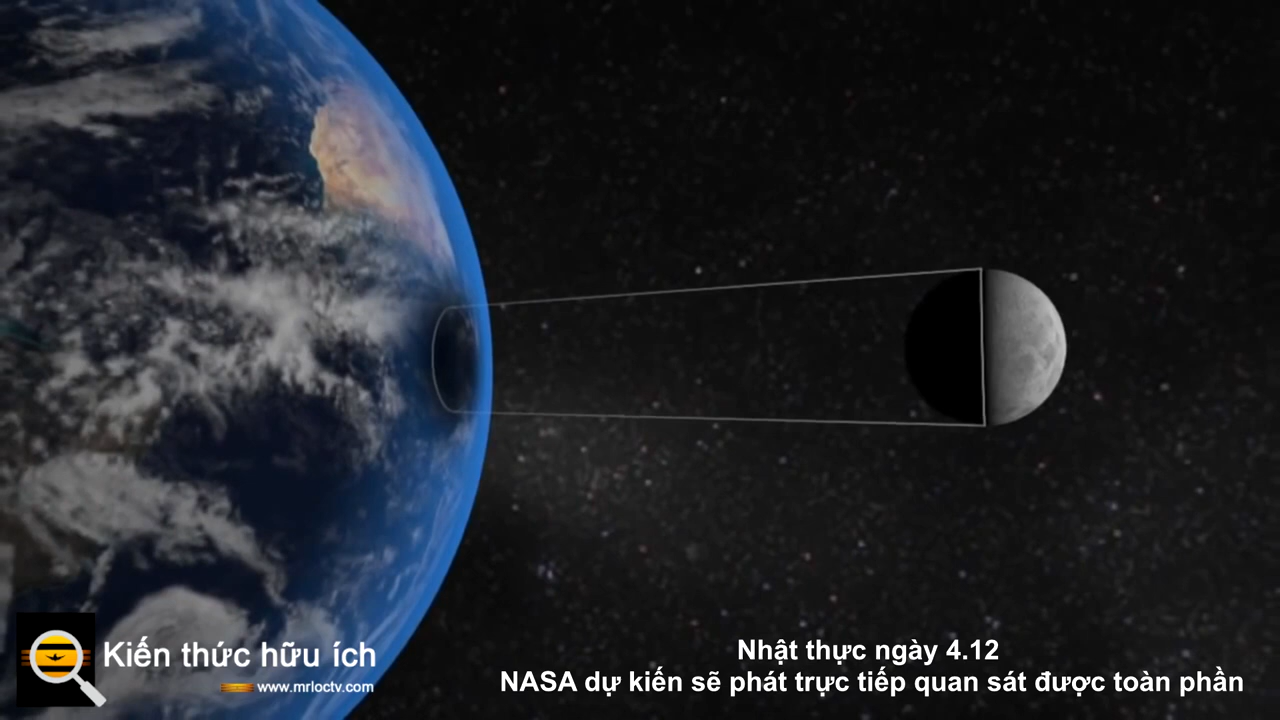 Kiến thức hữu ích
www.mrloctv.com
Nhật thực ngày 4.12
NASA dự kiến sẽ phát trực tiếp quan sát được toàn phần